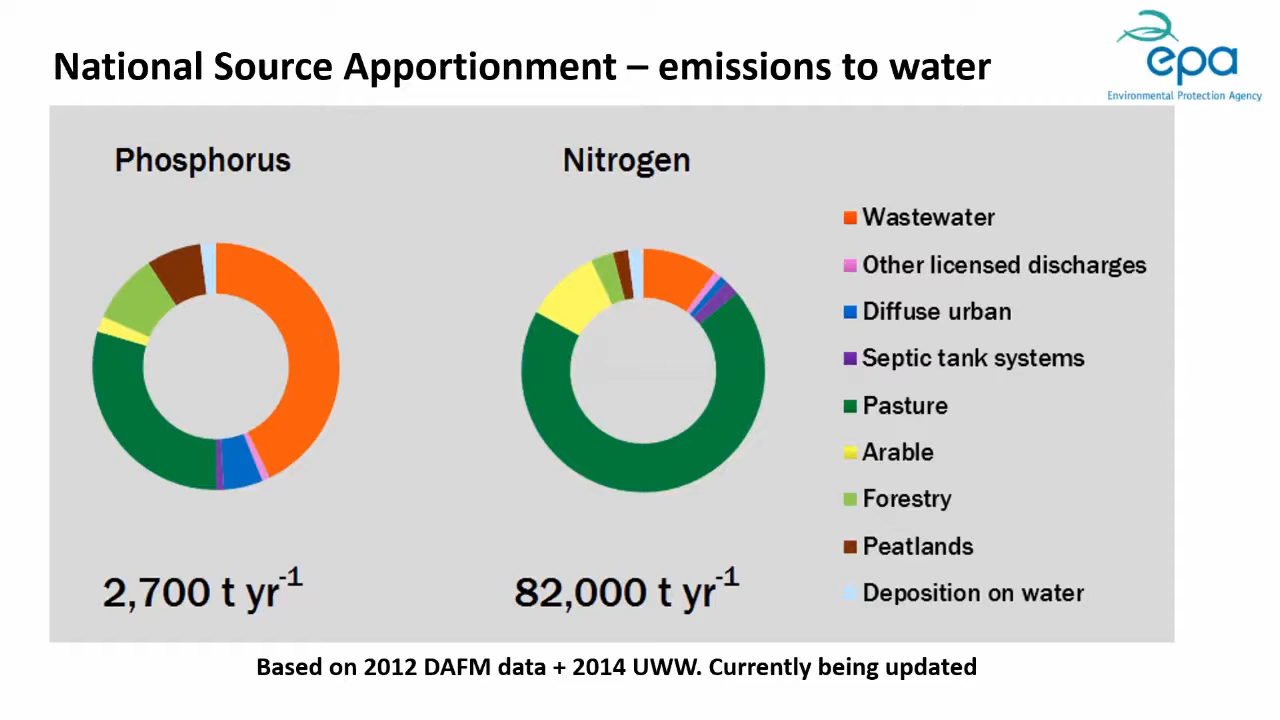 National Source Apportionment – emissions to water
epa
Environmental Protection Agency
Phosphorus
Nitrogen
Wastewater
Other licensed discharges
Diffuse urban
Septic tank systems
Pasture
Arable
Forestry
Peatlands
Deposition on water
2,700 t yr-1
82,000 t yr-1
Based on 2012 DAFM data + 2014 UWW. Currently being updated